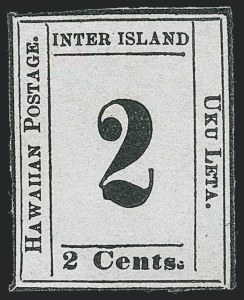 INTER ISLAND
HAWAIIAN POSTAGE.
2
UKU LETA.
2 Cents.